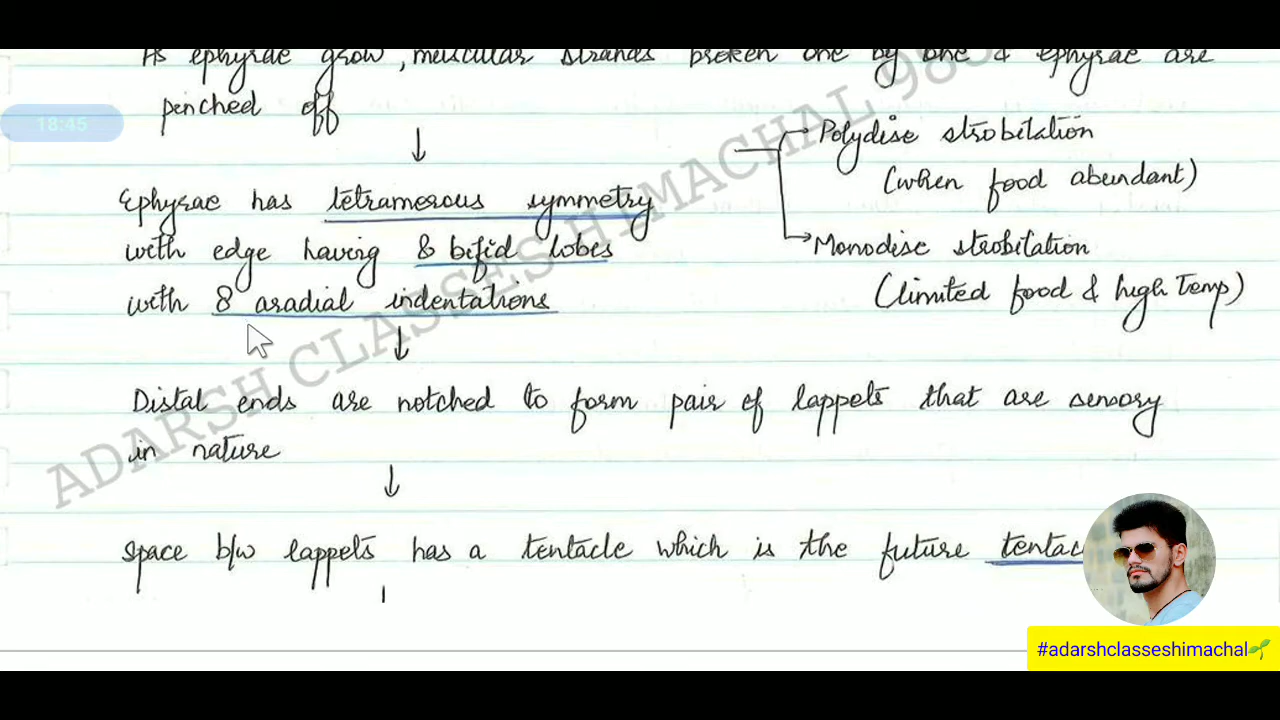 As ephyrae grow, muscular strands broken one by one & ephyrae are
pinched off
18:45
↓
Polydisc strobilation
(when food abundant)
Monodisc strobilation
(limited food & high Temp)
Ephyrae has tetramerous symmetry
with edge having 8 bifid lobes
with 8 aradial indentations
↓
Distal ends are notched to form pair of lappets that are sensory
in nature
↓
Space b/w lappets has a tentacle which is the future
ADARSH CLASSES HIMACHAL
#adarshclasseshimachal🌱